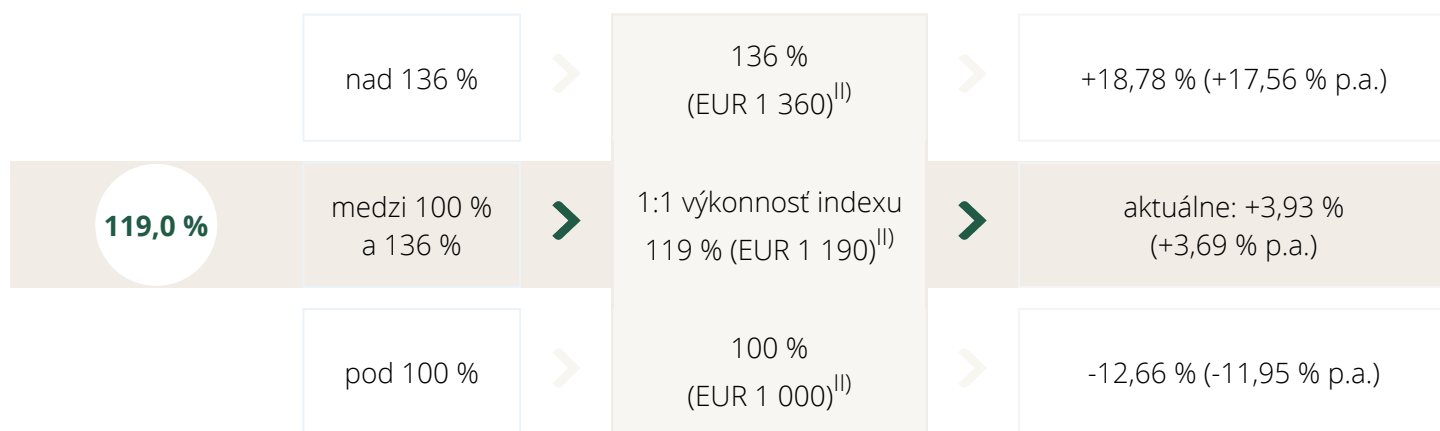 nad 136 %
136 %
(EUR 1 360)II)
+18,78 % (+17,56 % p.a.)
119,0 %
medzi 100 %
a 136 %
1:1 výkonnosť indexu
119 % (EUR 1 190)II)
aktuálne: +3,93 %
(+3,69 % p.a.)
pod 100 %
100 %
(EUR 1 000)II)
-12,66 % (-11,95 % p.a.)